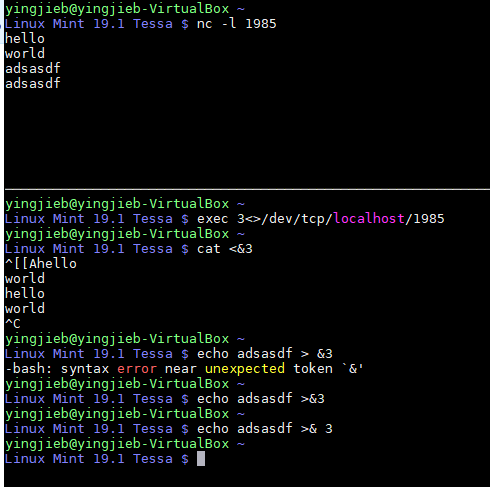 yingjieb@yingjieb-VirtualBox ~
Linux Mint 19.1 Tessa $ nc -l 1985
hello
world
adsasdf
adsasdf
yingjieb@yingjieb-VirtualBox ~
Linux Mint 19.1 Tessa $ exec 3<>/dev/tcp/localhost/1985
yingjieb@yingjieb-VirtualBox ~
Linux Mint 19.1 Tessa $ cat <&3
^[[Ahello
world
hello
world
^C
yingjieb@yingjieb-VirtualBox ~
Linux Mint 19.1 Tessa $ echo adsasdf > &3
-bash: syntax error near unexpected token `&'
yingjieb@yingjieb-VirtualBox ~
Linux Mint 19.1 Tessa $ echo adsasdf >&3
yingjieb@yingjieb-VirtualBox ~
Linux Mint 19.1 Tessa $ echo adsasdf >& 3
yingjieb@yingjieb-VirtualBox ~
Linux Mint 19.1 Tessa $